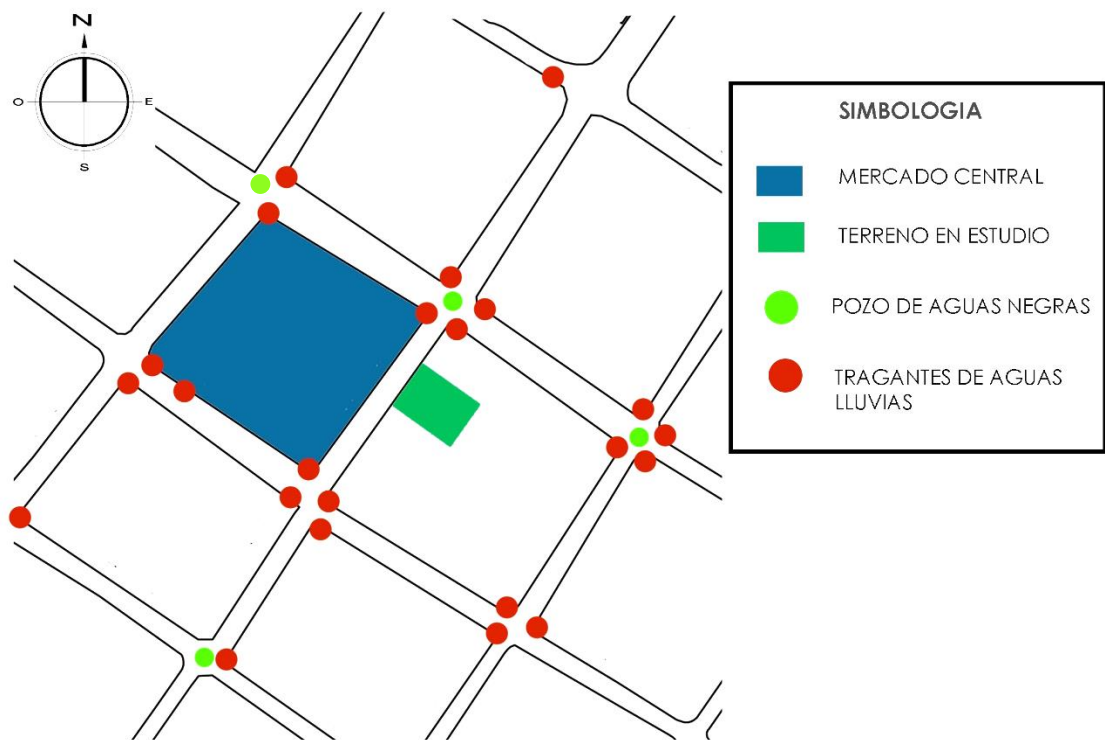 N
O
E
S
SIMBOLOGIA
MERCADO CENTRAL
TERRENO EN ESTUDIO
POZO DE AGUAS NEGRAS
TRAGANTES DE AGUAS
LLUVIAS